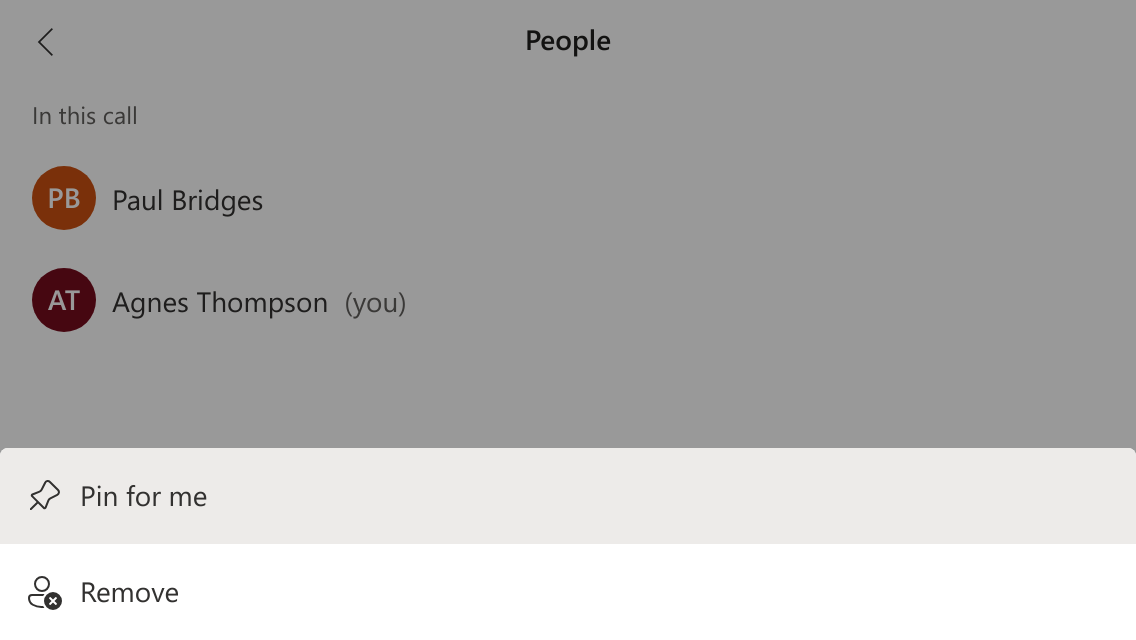 People
In this call
PB
Paul Bridges
AT
Agnes Thompson (you)
Pin for me
Remove